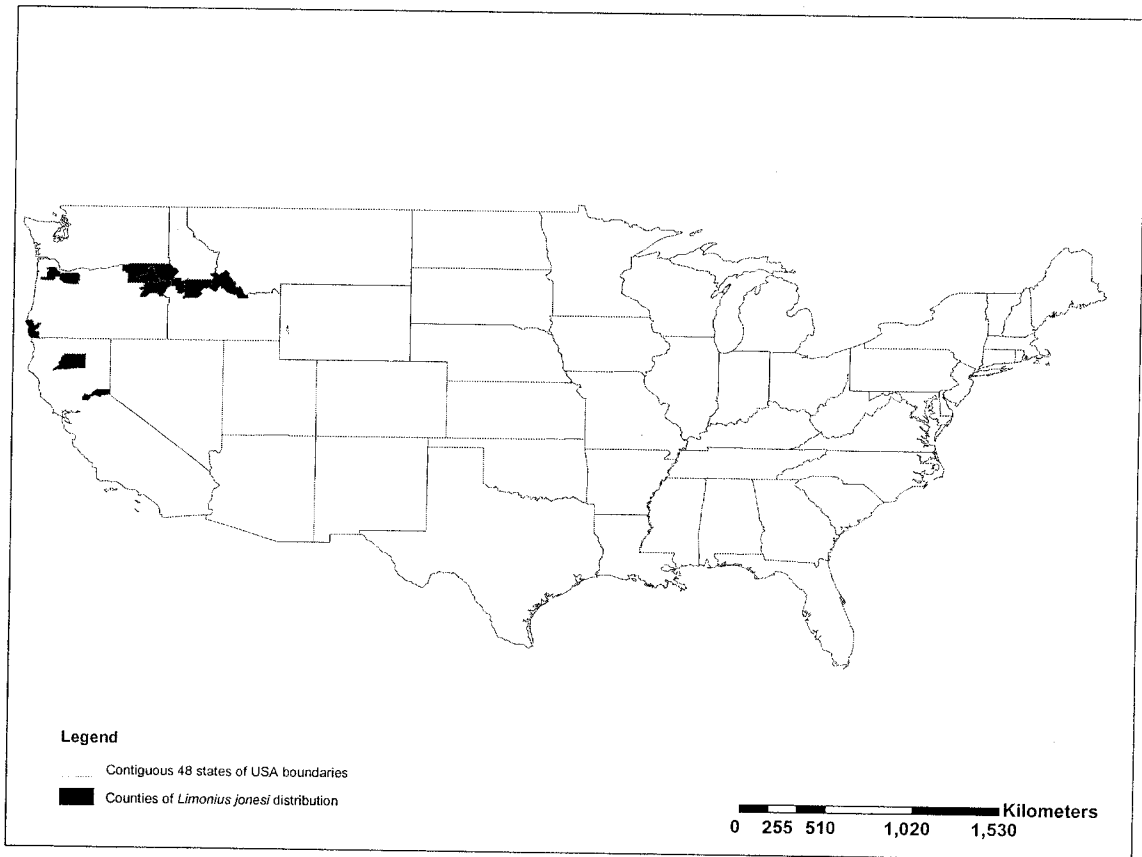 Legend
Contiguous 48 states of USA boundaries
Counties of Limonius jonesi distribution
Kilometers
0 255 510 1,020 1,530